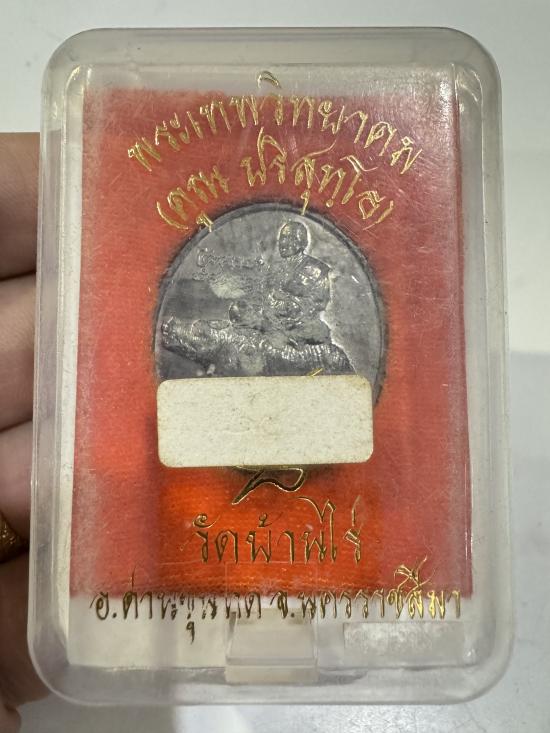 พระเทพวิทยาคม
(คูณ ปริสุทฺโธ)
วัดบ้านไร่
อ.ด่านขุนทด จ.นครราชสีมา